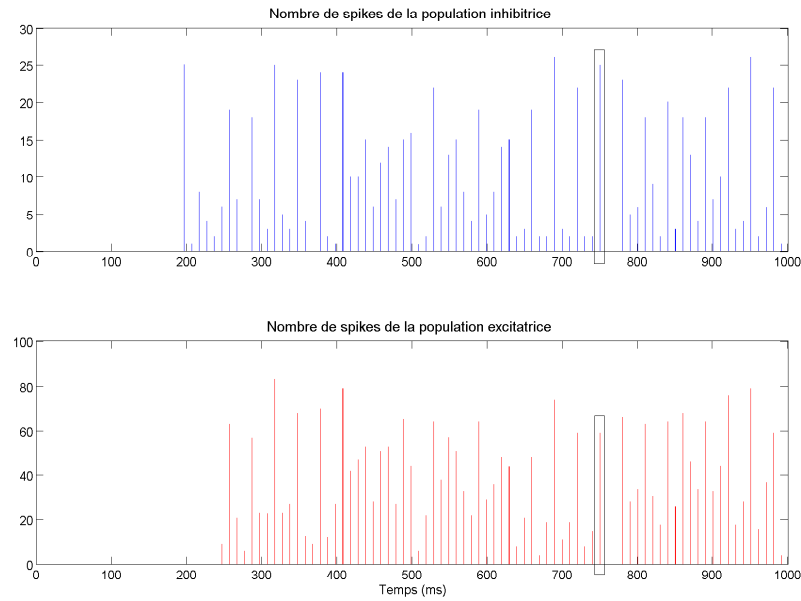 Nombre de spikes de la population inhibitrice
30
25
20
15
10
5
0
0 100 200 300 400 500 600 700 800 900 1000
Nombre de spikes de la population excitatrice
100
80
60
40
20
0
0 100 200 300 400 500 600 700 800 900 1000
Temps (ms)